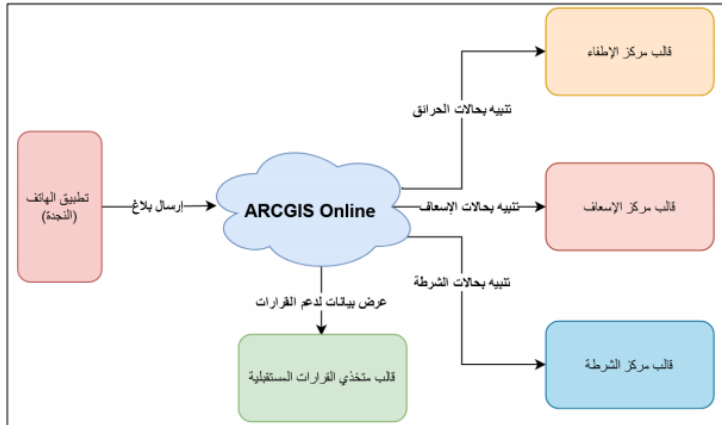 قالب مركز الإطفاء
تنبيه بحالات الحرائق
تطبيق الهاتف
(النجدة)
إرسال بلاغ
ARCGIS Online
تنبيه بحالات الإسعاف
قالب مركز الإسعاف
تنبيه بحالات الشرطة
عرض بيانات لدعم القرارات
قالب مركز الشرطة
قالب متخذي القرارات المستقبلية